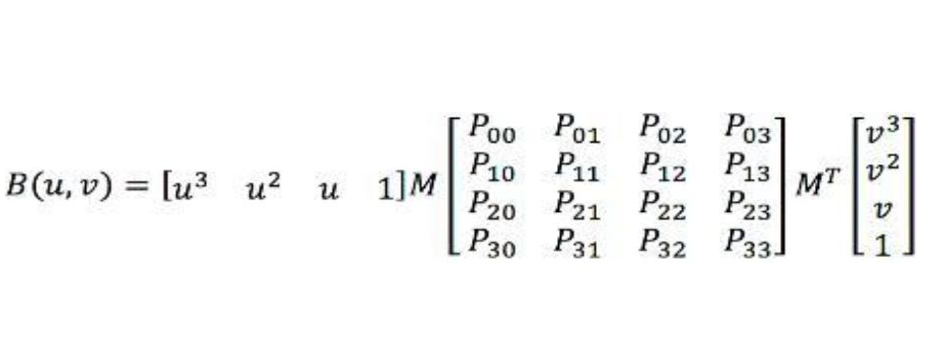 B(u, v) = [u³ u² u 1]M [P₀₀ P₀₁ P₀₂ P₀₃; P₁₀ P₁₁ P₁₂ P₁₃; P₂₀ P₂₁ P₂₂ P₂₃; P₃₀ P₃₁ P₃₂ P₃₃] Mᵀ [v³; v²; v; 1]